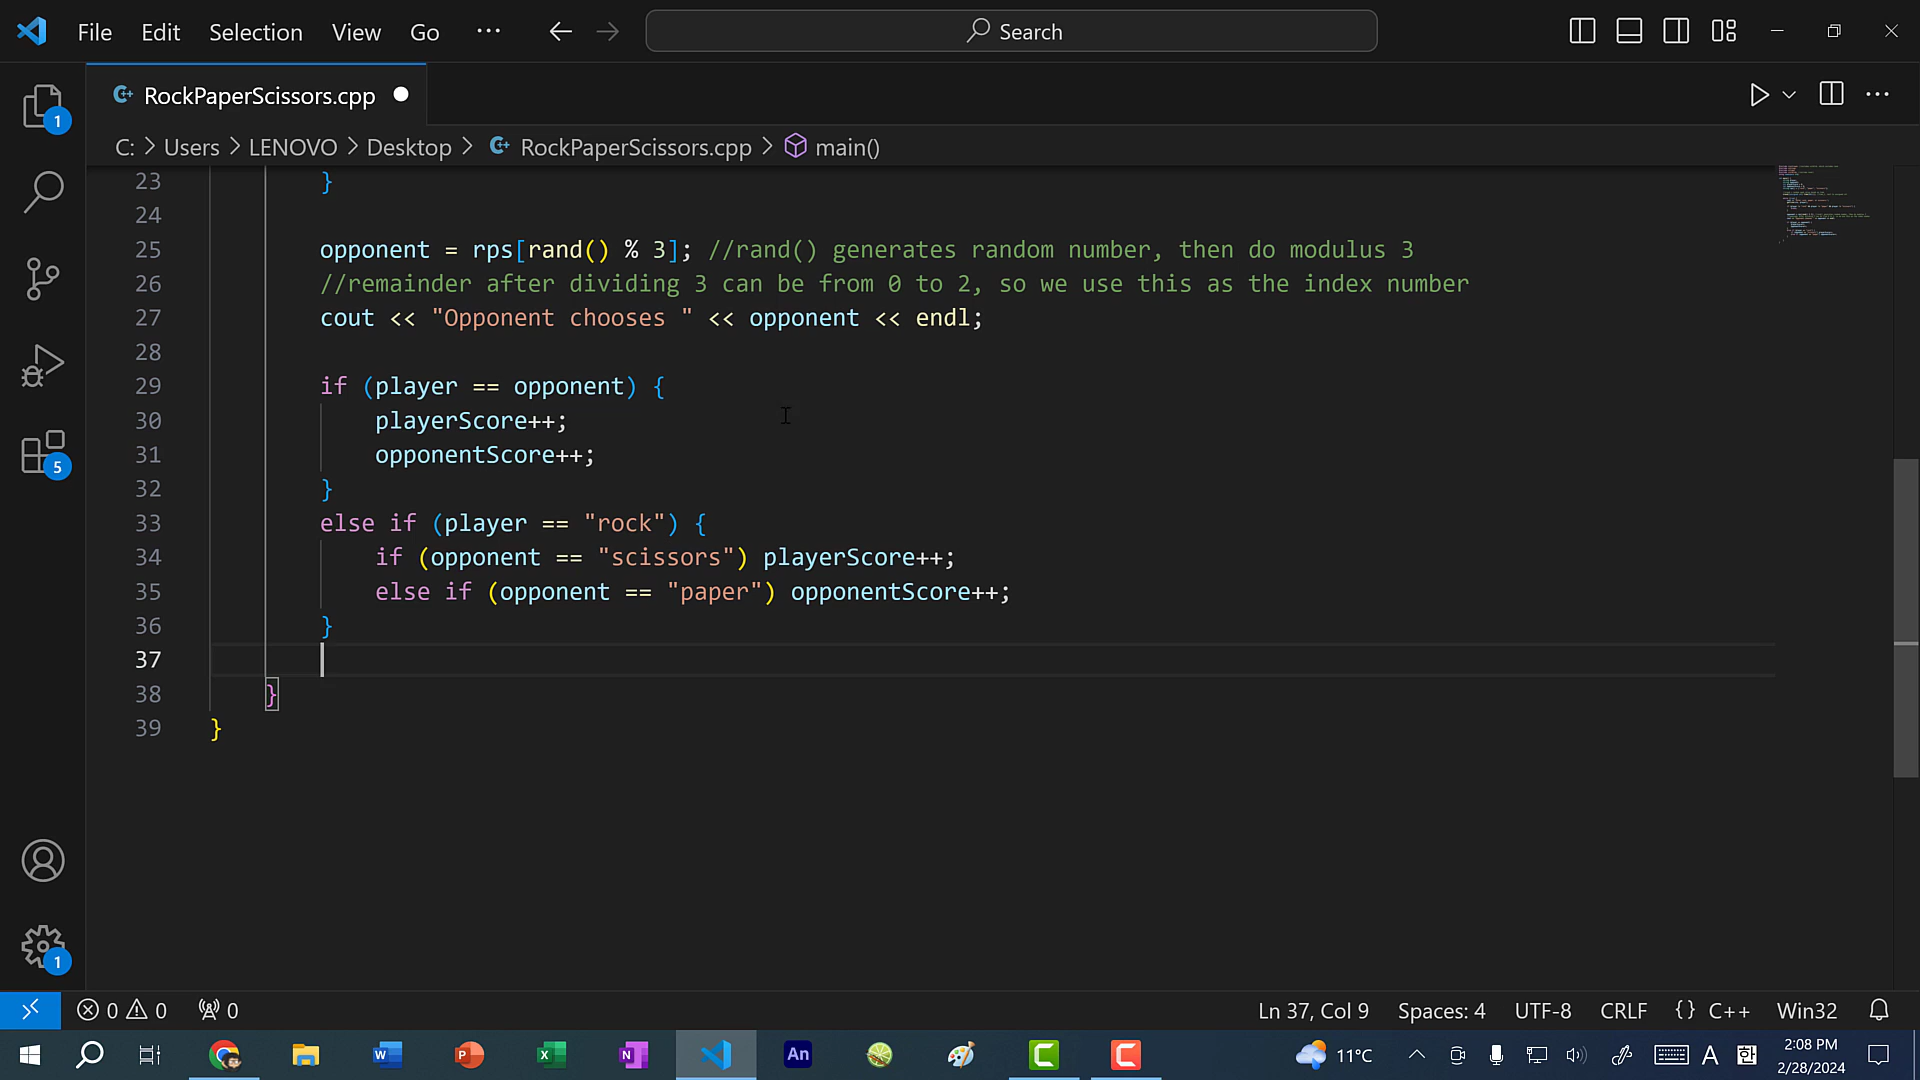 File Edit Selection View Go ... Search
RockPaperScissors.cpp
C: > Users > LENOVO > Desktop > RockPaperScissors.cpp > main()
23 }
24
25 opponent = rps[rand() % 3]; //rand() generates random number, then do modulus 3
26 //remainder after dividing 3 can be from 0 to 2, so we use this as the index number
27 cout << "Opponent chooses " << opponent << endl;
28
29 if (player == opponent) {
30 playerScore++;
31 opponentScore++;
32 }
33 else if (player == "rock") {
34 if (opponent == "scissors") playerScore++;
35 else if (opponent == "paper") opponentScore++;
36 }
37
38 }
39 }
1
5
1
0 0 0 Ln 37, Col 9 Spaces: 4 UTF-8 CRLF {} C++ Win32
W P X N An C C 11°C A 한 2:08 PM
2/28/2024